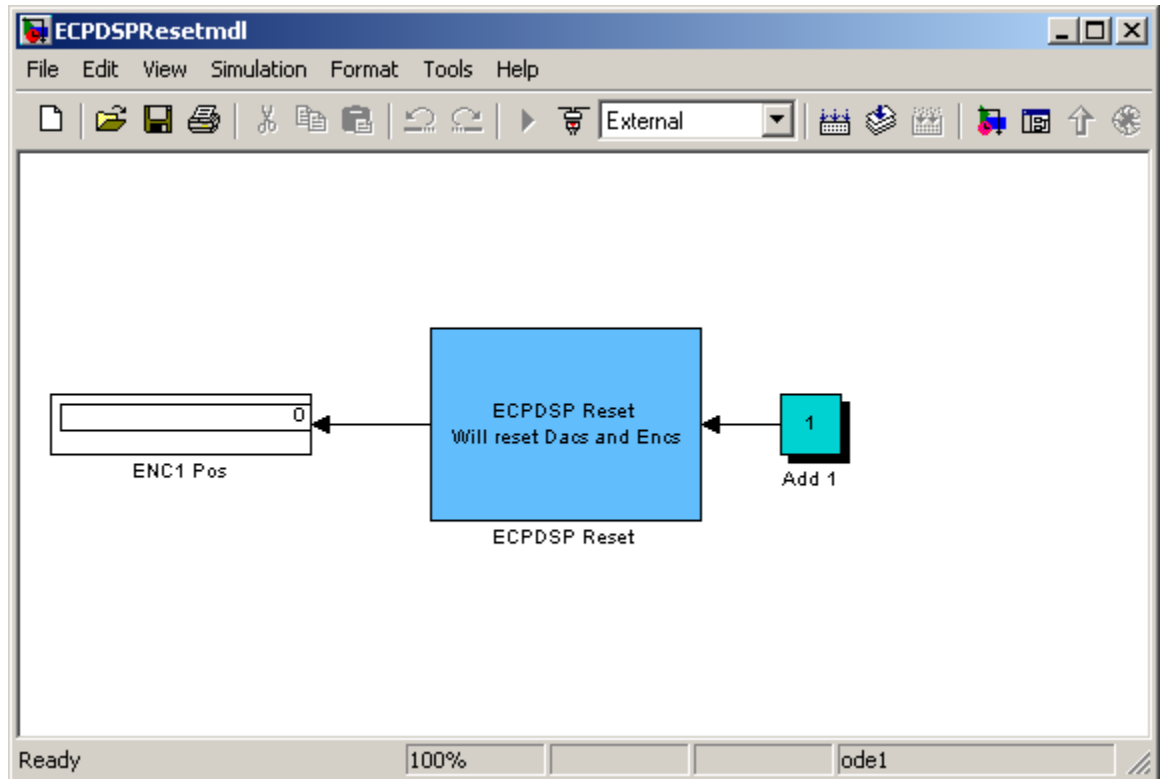 ECPDSPResetmdl
File Edit View Simulation Format Tools Help
External
0
ENC1 Pos
ECPDSP Reset
Will reset Dacs and Encs
ECPDSP Reset
1
Add 1
Ready 100% ode1